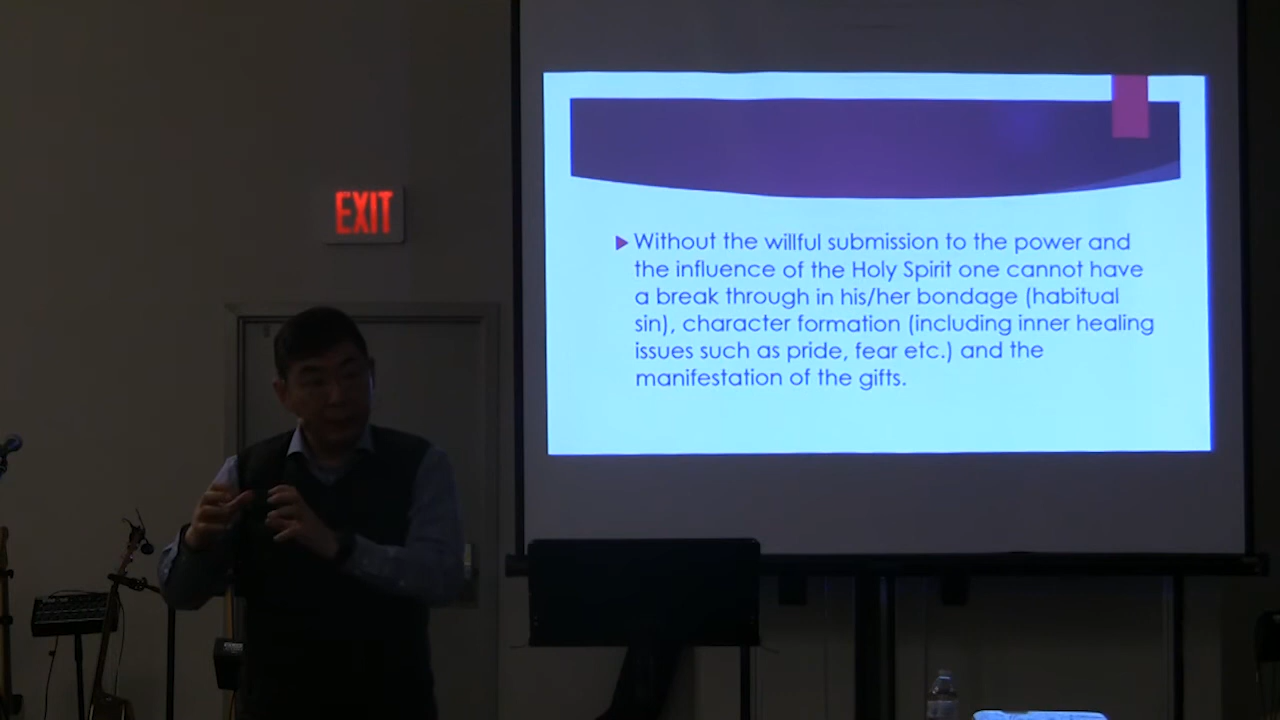 EXIT
Without the willful submission to the power and
the influence of the Holy Spirit one cannot have
a break through in his/her bondage (habitual
sin), character formation (including inner healing
issues such as pride, fear etc.) and the
manifestation of the gifts.